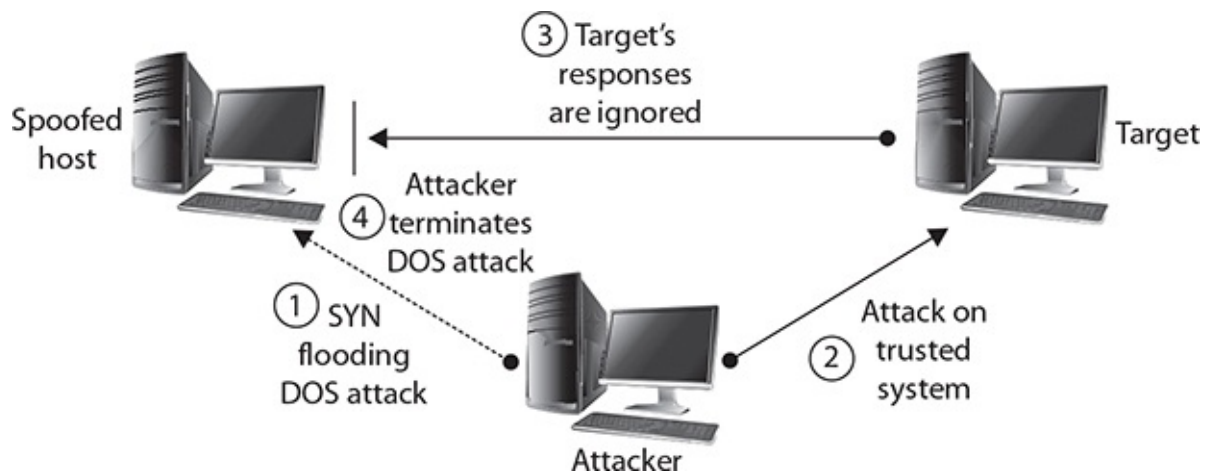 3 Target's
responses
are ignored
Spoofed
host
Target
Attacker
4 terminates
DOS attack
1 SYN
flooding
DOS attack
Attack on
2 trusted
system
Attacker